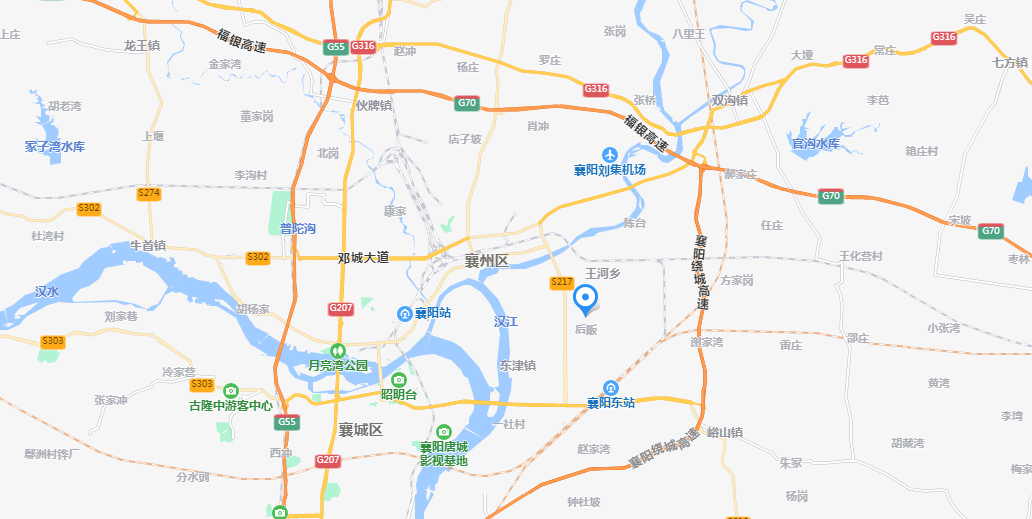 吴庄
上庄
福银高速
G316
张岗
八里王
龙王镇
G55
G316
赵冲
常庄
大堰
罗庄
G316
七方镇
金家湾
杨庄
G316
李芭
胡老湾
伙牌镇
G70
张桥
双沟镇
董家岗
肖冲
福银高速
上堰
店子坡
官沟水库
冢子湾水库
北岗
箱庄村
襄阳刘集机场
李沟村
郝家庄
S274
G70
S302
康家
普陀沟
陈台
任庄
宋坡
G70
杜湾村
牛首镇
襄阳绕城高速
S302
邓城大道
襄州区
王化营村
枣林
王河乡
方家岗
S217
汉水
胡杨家
G207
襄阳站
汉江
刘家巷
后畈
小张湾
S303
谢家湾
雷庄
邵庄
月亮湾公园
东津镇
冷家营
S303
昭明台
襄阳东站
黄湾
古隆中游客中心
张家冲
李塆
G55
襄城区
一杜村
峪山镇
襄阳唐城
影视基地
襄阳绕城高速
胡蔵湾
鄢洲村铧厂
西冲
G207
赵家湾
朱冢
梅家
分水剅
杨岗
钟杜坡